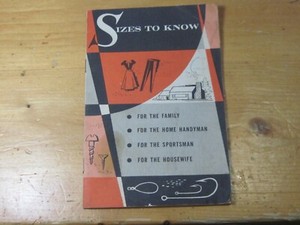 SIZES TO KNOW
FOR THE FAMILY
FOR THE HOME HANDYMAN
FOR THE SPORTSMAN
FOR THE HOUSEWIFE